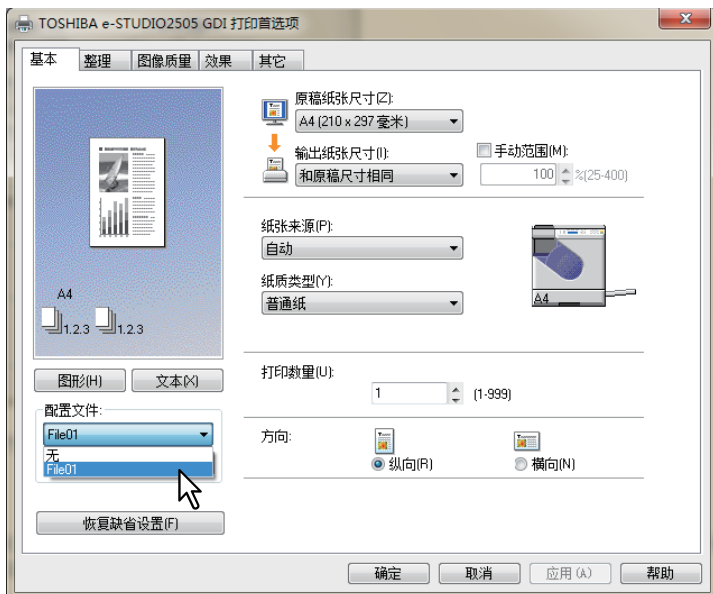 TOSHIBA e-STUDIO2505 GDI 打印首选项
基本 整理 图像质量 效果 其它
原稿纸张尺寸(Z):
A4 (210 x 297 毫米)
输出纸张尺寸(I):
和原稿尺寸相同
手动范围(M):
100 %(25-400)
纸张来源(P):
自动
纸质类型(Y):
普通纸
A4
A4
1.2.3 1.2.3
图形(H) 文本(X)
打印数量(U):
1 (1-999)
配置文件:
File01
无
File01
方向:
纵向(R) 横向(N)
恢复缺省设置(F)
确定 取消 应用(A) 帮助